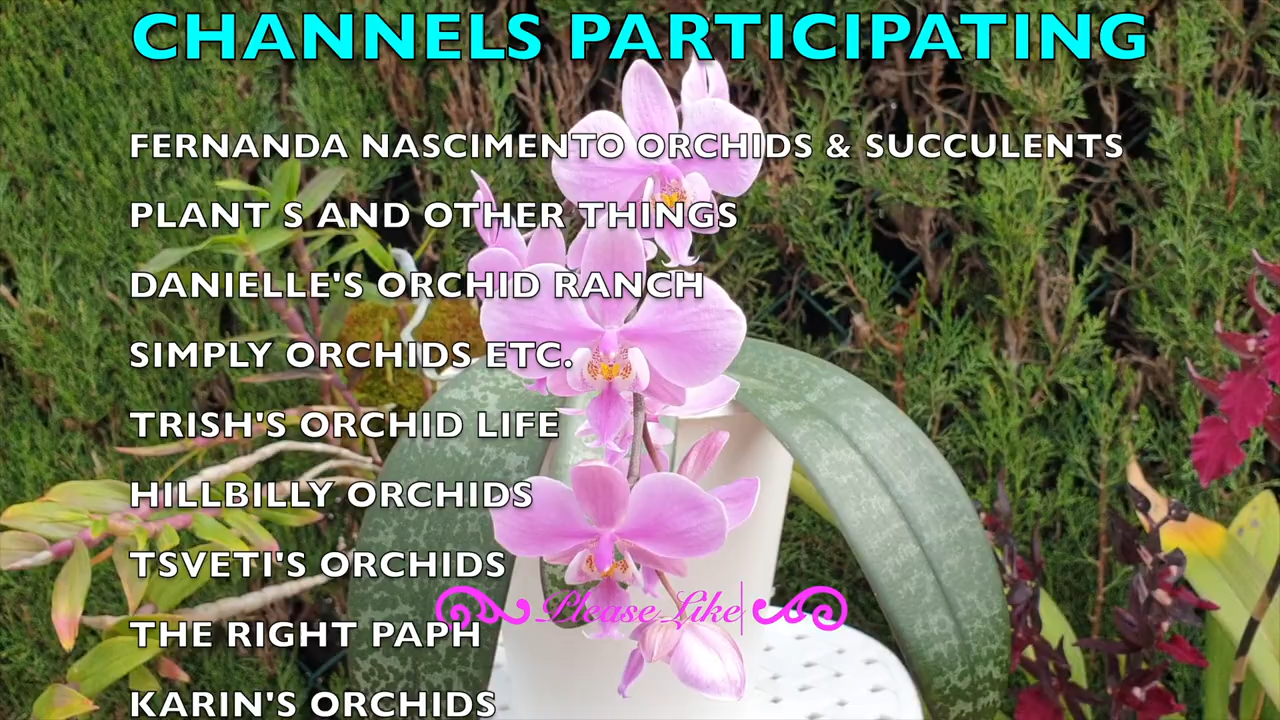 CHANNELS PARTICIPATING
FERNANDA NASCIMENTO ORCHIDS & SUCCULENTS
PLANT S AND OTHER THINGS
DANIELLE'S ORCHID RANCH
SIMPLY ORCHIDS ETC.
TRISH'S ORCHID LIFE
HILLBILLY ORCHIDS
TSVETI'S ORCHIDS
Please Like
THE RIGHT PAPH
KARIN'S ORCHIDS